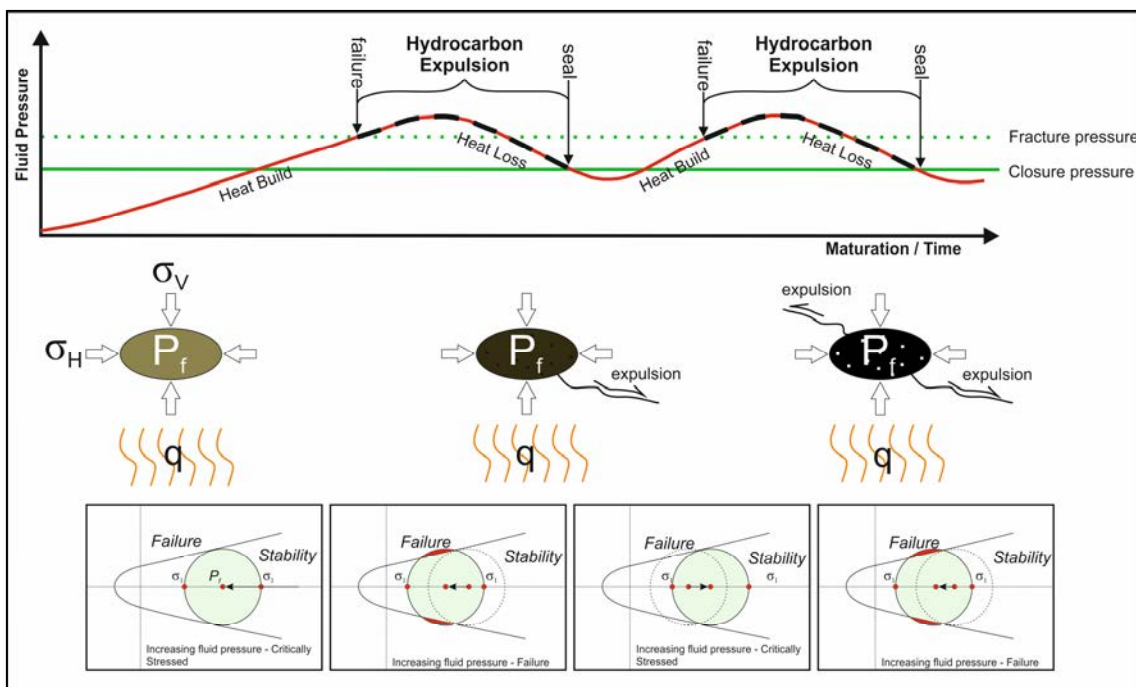 Fluid Pressure
failure
Hydrocarbon
Expulsion
seal
failure
Hydrocarbon
Expulsion
seal
Fracture pressure
Closure pressure
Heat Build
Heat Loss
Heat Build
Heat Loss
Maturation / Time
σV
σH
Pf
q
Pf
expulsion
q
expulsion
Pf
expulsion
q
Failure
Stability
σ
Pf
σ
Increasing fluid pressure - Critically
Stressed
Failure
Stability
σ
σ
Increasing fluid pressure - Failure
Failure
Stability
σ
σ
Increasing fluid pressure - Critically
Stressed
Failure
Stability
σ
σ
Increasing fluid pressure - Failure